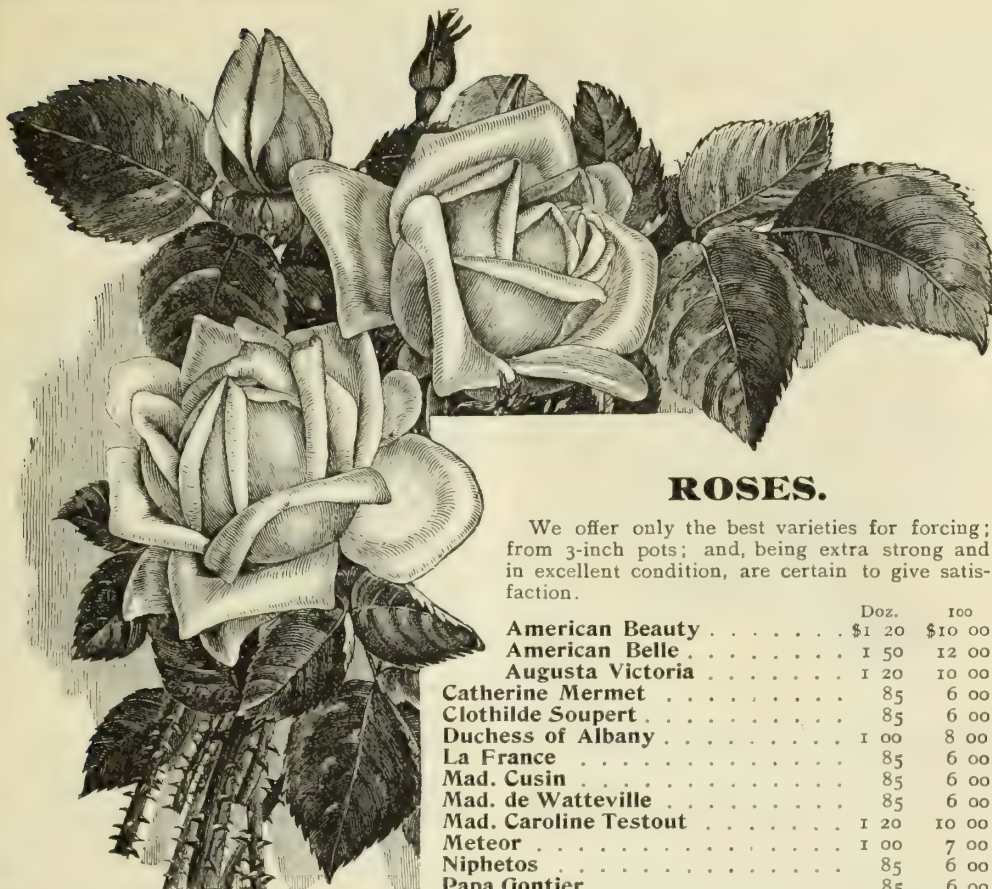 ROSES.
We offer only the best varieties for forcing;
from 3-inch pots; and, being extra strong and
in excellent condition, are certain to give satis-
faction.
Doz. 100
American Beauty . . . . . . $1 20 $10 00
American Belle . . . . . . . . 1 50 12 00
Augusta Victoria . . . . . . . 1 20 10 00
Catherine Mermet . . . . . . . . . . 85 6 00
Clothilde Soupert . . . . . . . . . . 85 6 00
Duchess of Albany . . . . . . . . . . 1 00 8 00
La France . . . . . . . . . . . . . 85 6 00
Mad. Cusin . . . . . . . . . . . . . 85 6 00
Mad. de Watteville . . . . . . . . . . 85 6 00
Mad. Caroline Testout . . . . . . . 1 20 10 00
Meteor . . . . . . . . . . . . . . . 1 00 7 00
Niphetos . . . . . . . . . . . . . . 85 6 00
Papa Gontier . . . . . . . . . . . . 85 6 00